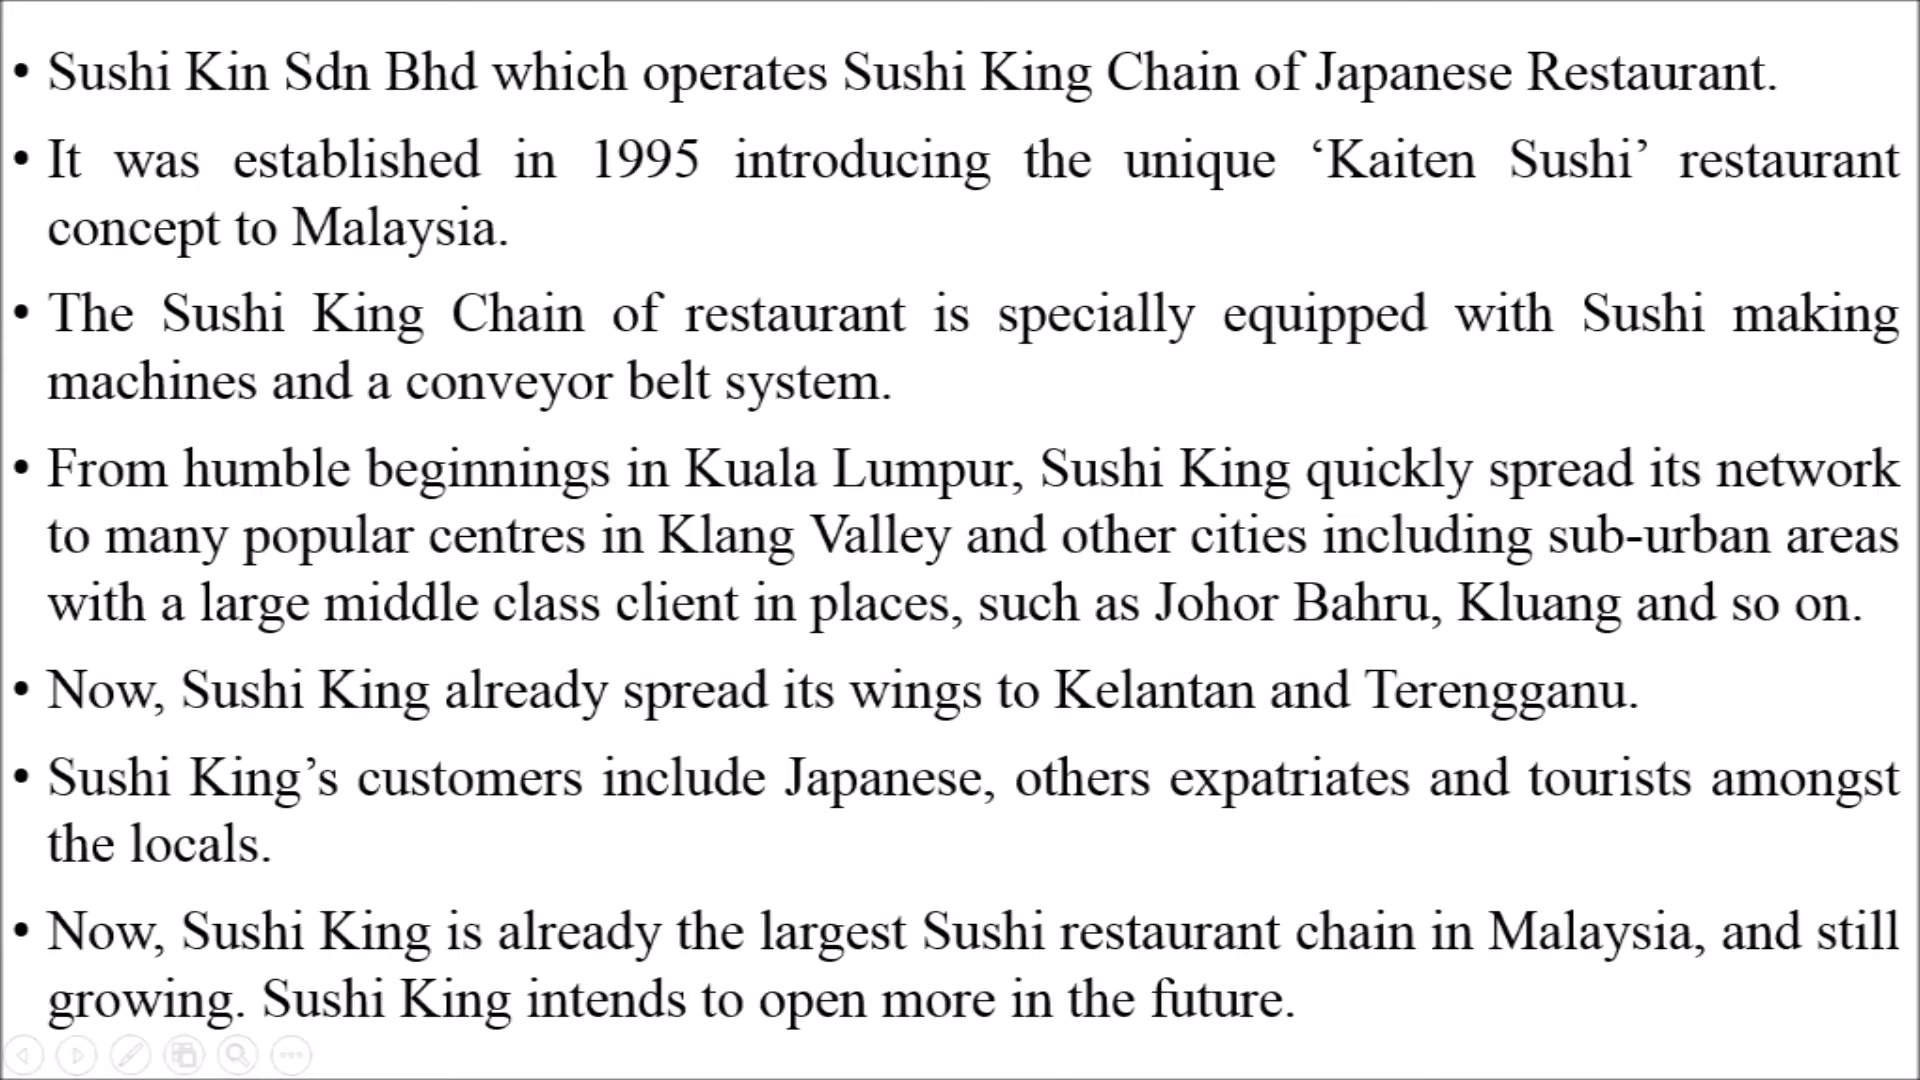 • Sushi Kin Sdn Bhd which operates Sushi King Chain of Japanese Restaurant.
• It was established in 1995 introducing the unique ‘Kaiten Sushi’ restaurant
concept to Malaysia.
• The Sushi King Chain of restaurant is specially equipped with Sushi making
machines and a conveyor belt system.
• From humble beginnings in Kuala Lumpur, Sushi King quickly spread its network
to many popular centres in Klang Valley and other cities including sub-urban areas
with a large middle class client in places, such as Johor Bahru, Kluang and so on.
• Now, Sushi King already spread its wings to Kelantan and Terengganu.
• Sushi King’s customers include Japanese, others expatriates and tourists amongst
the locals.
• Now, Sushi King is already the largest Sushi restaurant chain in Malaysia, and still
growing. Sushi King intends to open more in the future.